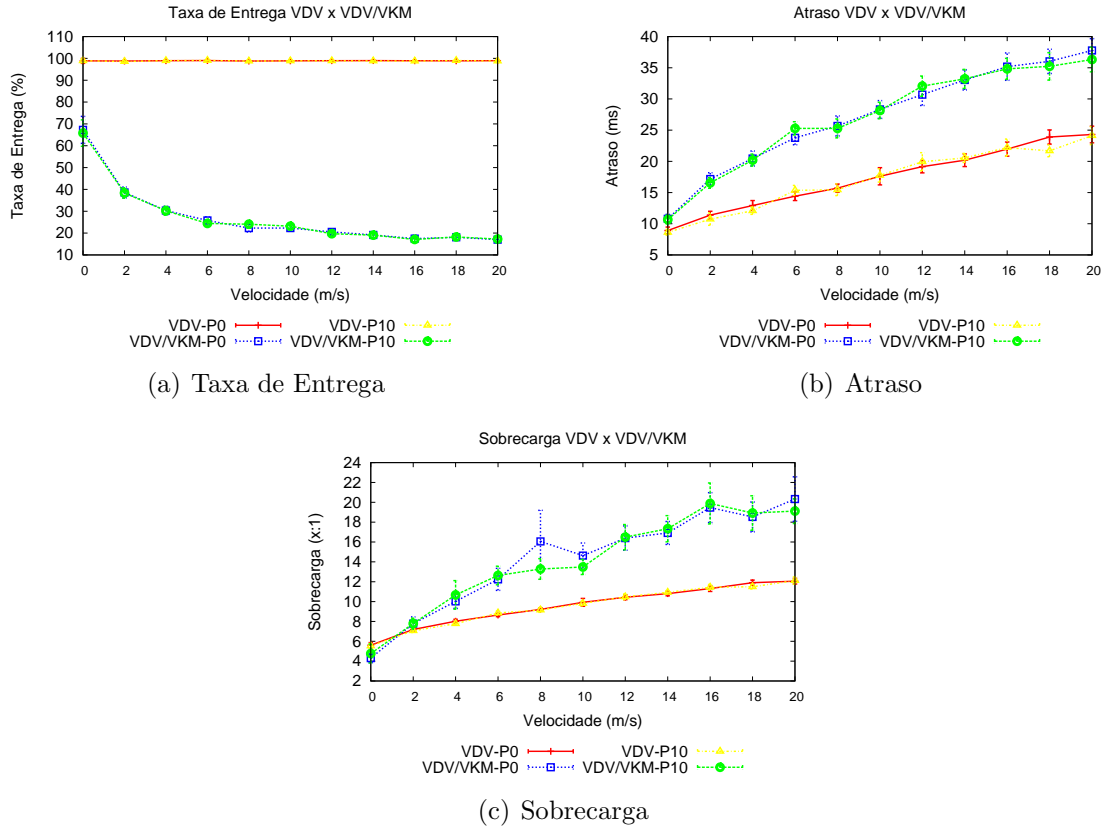 Taxa de Entrega VDV x VDV/VKM
Taxa de Entrega (%)
110
100
90
80
70
60
50
40
30
20
10
0 2 4 6 8 10 12 14 16 18 20
Velocidade (m/s)
VDV-P0 VDV-P10
VDV/VKM-P0 VDV/VKM-P10
(a) Taxa de Entrega
Atraso VDV x VDV/VKM
Atraso (ms)
40
35
30
25
20
15
10
5
0 2 4 6 8 10 12 14 16 18 20
Velocidade (m/s)
VDV-P0 VDV-P10
VDV/VKM-P0 VDV/VKM-P10
(b) Atraso
Sobrecarga VDV x VDV/VKM
Sobrecarga (x:1)
24
22
20
18
16
14
12
10
8
6
4
2
0 2 4 6 8 10 12 14 16 18 20
Velocidade (m/s)
VDV-P0 VDV-P10
VDV/VKM-P0 VDV/VKM-P10
(c) Sobrecarga